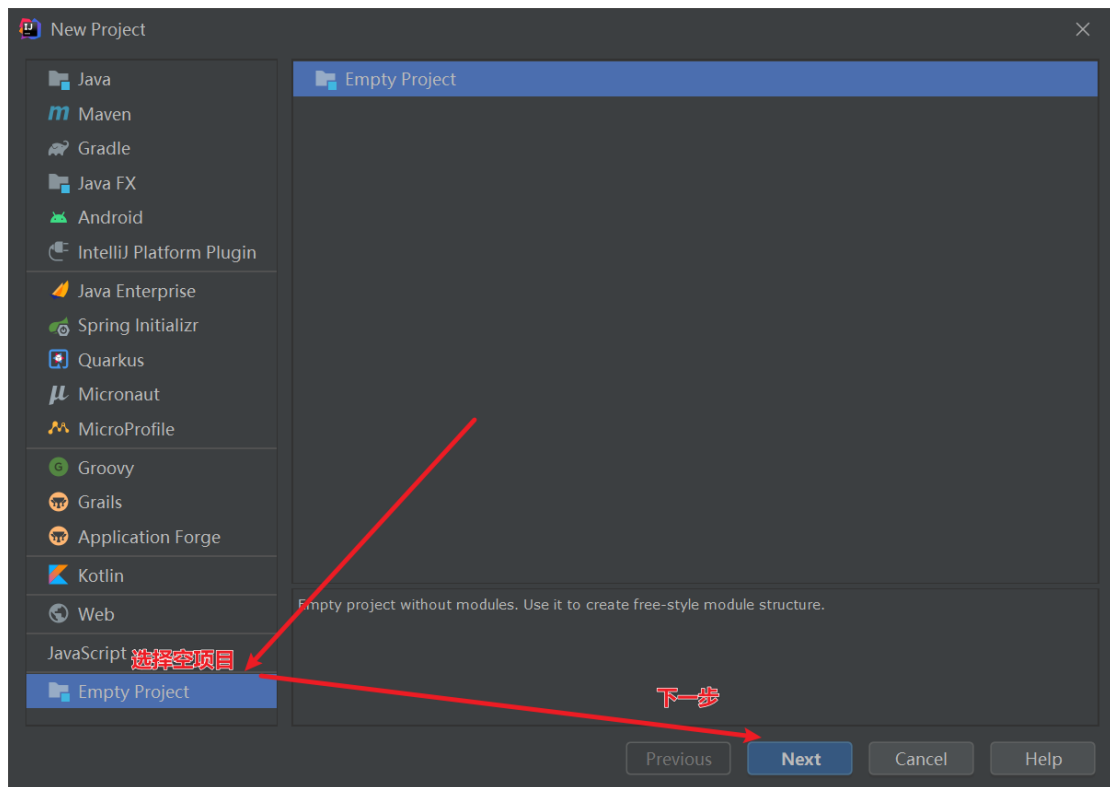 New Project
Java
Maven
Gradle
Java FX
Android
IntelliJ Platform Plugin
Java Enterprise
Spring Initializr
Quarkus
Micronaut
MicroProfile
Groovy
Grails
Application Forge
Kotlin
Web
JavaScript
选择空项目
Empty Project
Empty Project
Empty project without modules. Use it to create free-style module structure.
下一步
Previous
Next
Cancel
Help